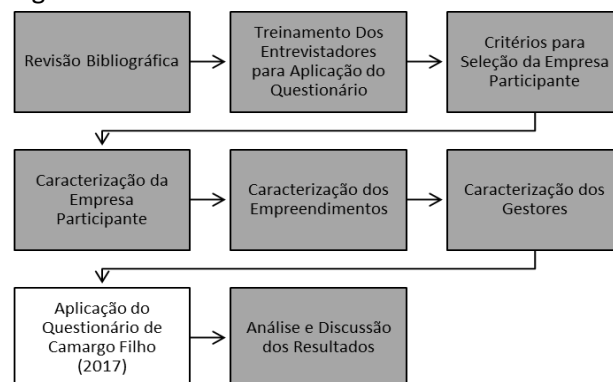 Revisão Bibliográfica
Treinamento Dos
Entrevistadores
para Aplicação do
Questionário
Critérios para
Seleção da Empresa
Participante
Caracterização da
Empresa
Participante
Caracterização dos
Empreendimentos
Caracterização dos
Gestores
Aplicação do
Questionário de
Camargo Filho
(2017)
Análise e Discussão
dos Resultados